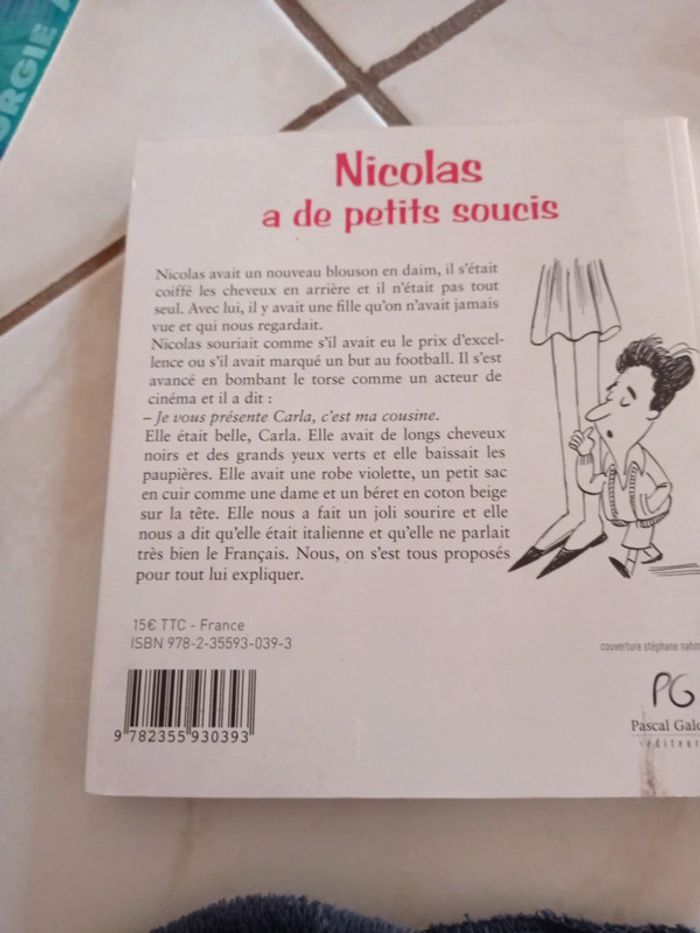 Nicolas
a de petits soucis
Nicolas avait un nouveau blouson en daim, il s'était
coiffé les cheveux en arrière et il n'était pas tout
seul. Avec lui, il y avait une fille qu'on n'avait jamais
vue et qui nous regardait.
Nicolas souriait comme s'il avait eu le prix d'excel-
lence ou s'il avait marqué un but au football. Il s'est
avancé en bombant le torse comme un acteur de
cinéma et il a dit :
– Je vous présente Carla, c'est ma cousine.
Elle était belle, Carla. Elle avait de longs cheveux
noirs et des grands yeux verts et elle baissait les
paupières. Elle avait une robe violette, un petit sac
en cuir comme une dame et un béret en coton beige
sur la tête. Elle nous a fait un joli sourire et elle
nous a dit qu'elle était italienne et qu'elle ne parlait
très bien le Français. Nous, on s'est tous proposés
pour tout lui expliquer.
15€ TTC - France
ISBN 978-2-35593-039-3
9 782355 930393
couverture stéphane
PG
Pascal